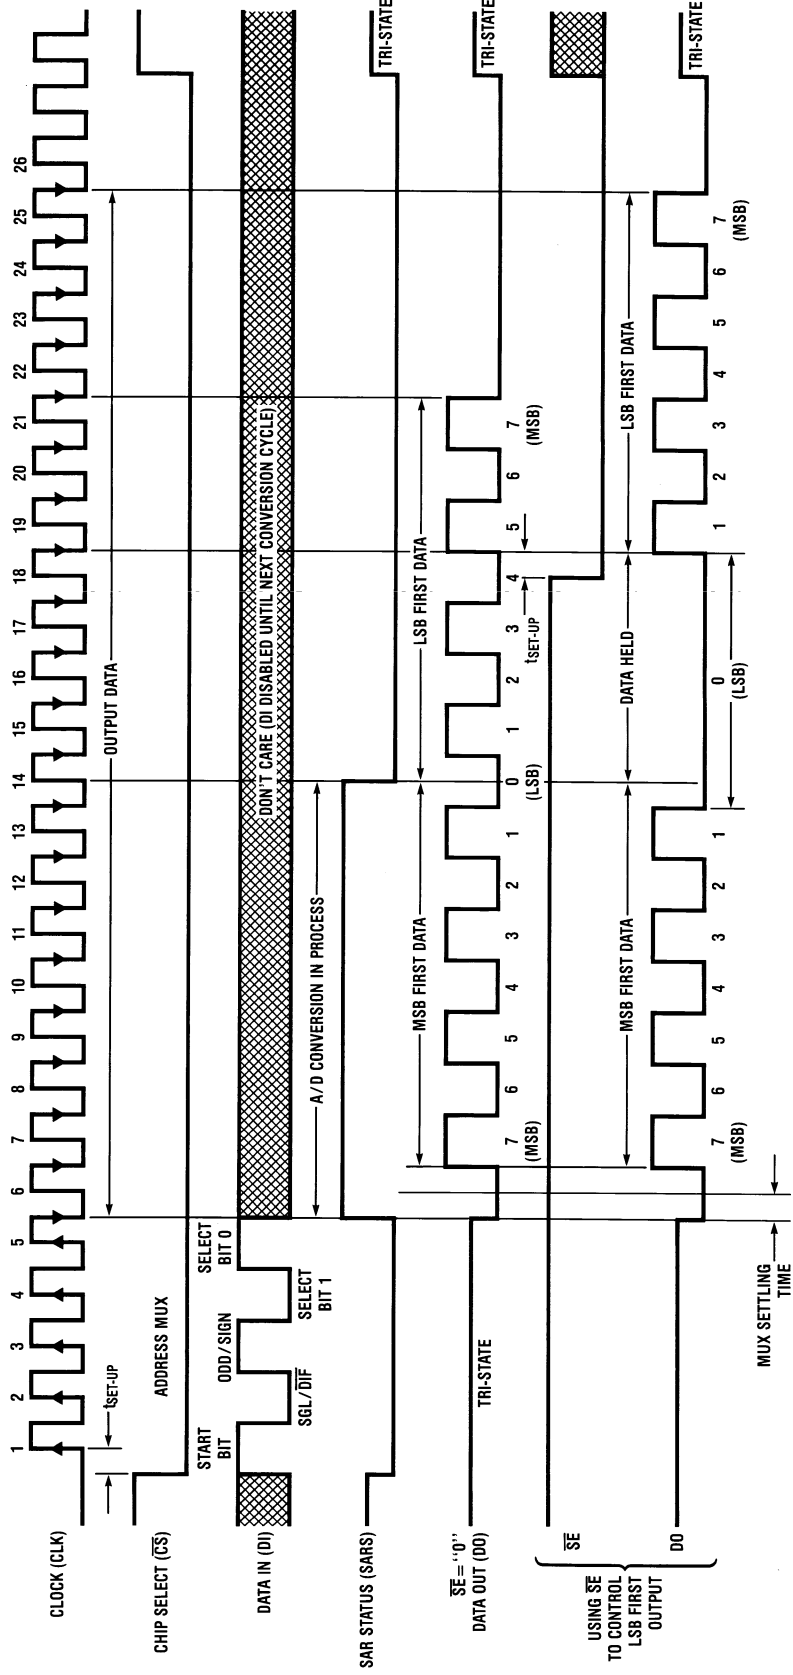 1 2 3 4 5 6 7 8 9 10 11 12 13 14 15 16 17 18 19 20 21 22 23 24 25 26
CLOCK (CLK)
tSET-UP
OUTPUT DATA
CHIP SELECT (C̅S̅)
ADDRESS MUX
START
BIT
ODD/SIGN
SELECT
BIT 0
DATA IN (DI)
DON'T CARE (DI DISABLED UNTIL NEXT CONVERSION CYCLE)
SGL/D̅I̅F̅
SELECT
BIT 1
A/D CONVERSION IN PROCESS
SAR STATUS (SARS)
TRI-STATE
MSB FIRST DATA
LSB FIRST DATA
S̅E̅ = "0"
DATA OUT (DO)
TRI-STATE
TRI-STATE
7 6 5 4 3 2 1 0 1 2 3 4 5 6 7
(MSB)
(LSB)
(MSB)
tSET-UP
USING S̅E̅
TO CONTROL
LSB FIRST
OUTPUT
S̅E̅
MSB FIRST DATA
DATA HELD
LSB FIRST DATA
DO
TRI-STATE
7 6 5 4 3 2 1 0 1 2 3 4 5 6 7
(MSB)
(LSB)
(MSB)
MUX SETTLING
TIME